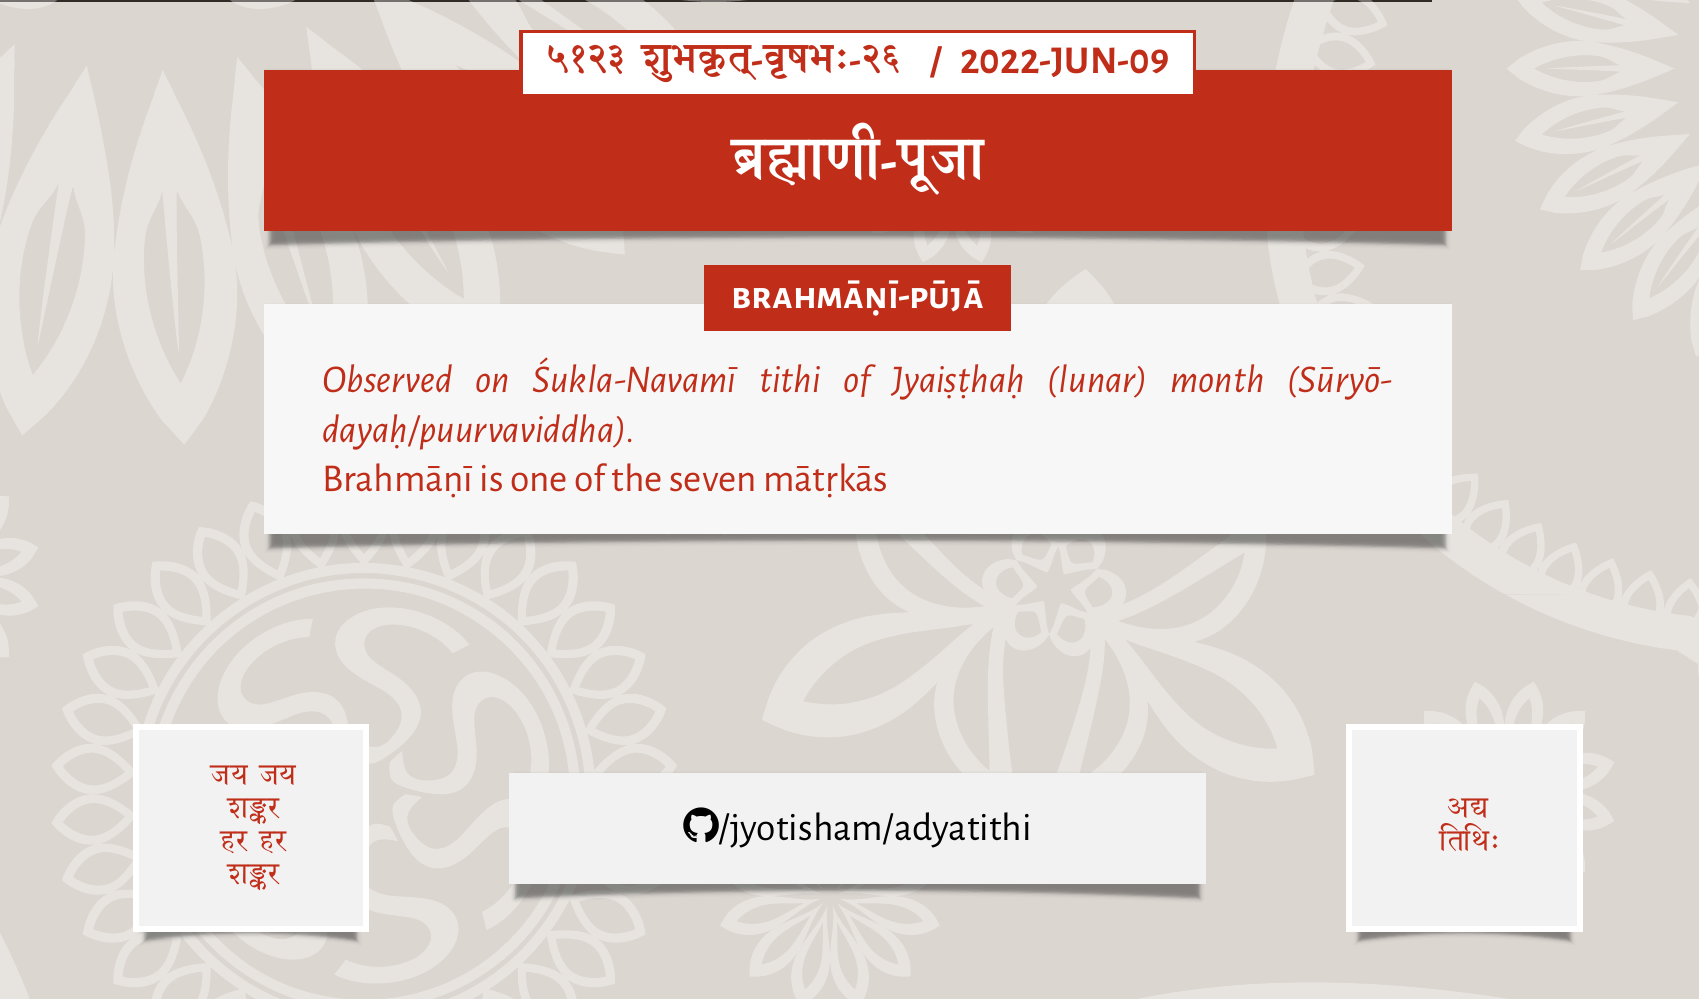 ५१२३ शुभकृत्-वृषभः-२६ / 2022-JUN-09
ब्रह्माणी-पूजा
BRAHMĀṆĪ-PŪJĀ
Observed on Śukla-Navamī tithi of Jyaiṣṭhaḥ (lunar) month (Sūryō-
dayaḥ/puurvaviddha).
Brahmāṇī is one of the seven mātṛkās
जय जय
शङ्कर
हर हर
शङ्कर
/jyotisham/adyatithi
अद्य
तिथिः